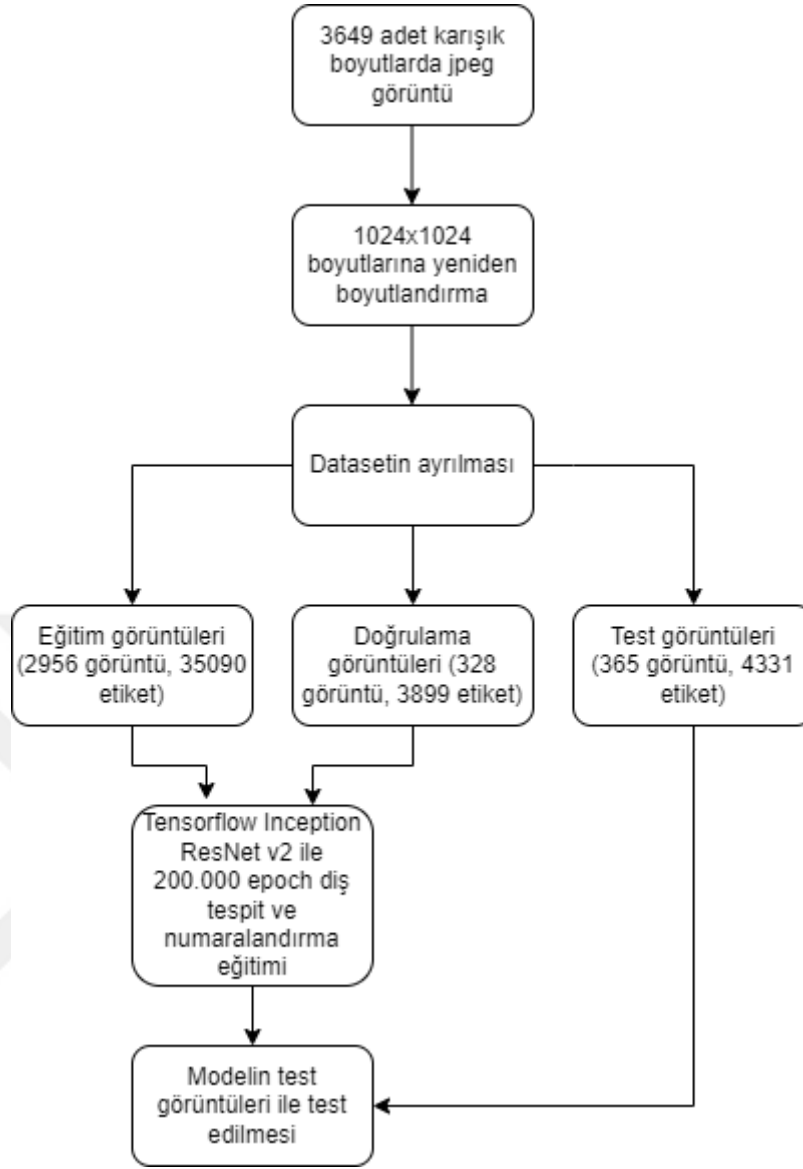 3649 adet karışık
boyutlarda jpeg
görüntü
1024x1024
boyutlarına yeniden
boyutlandırma
Datasetin ayrılması
Eğitim görüntüleri
(2956 görüntü, 35090
etiket)
Doğrulama
görüntüleri (328
görüntü, 3899 etiket)
Test görüntüleri
(365 görüntü, 4331
etiket)
Tensorflow Inception
ResNet v2 ile
200.000 epoch diş
tespit ve
numaralandırma
eğitimi
Modelin test
görüntüleri ile test
edilmesi